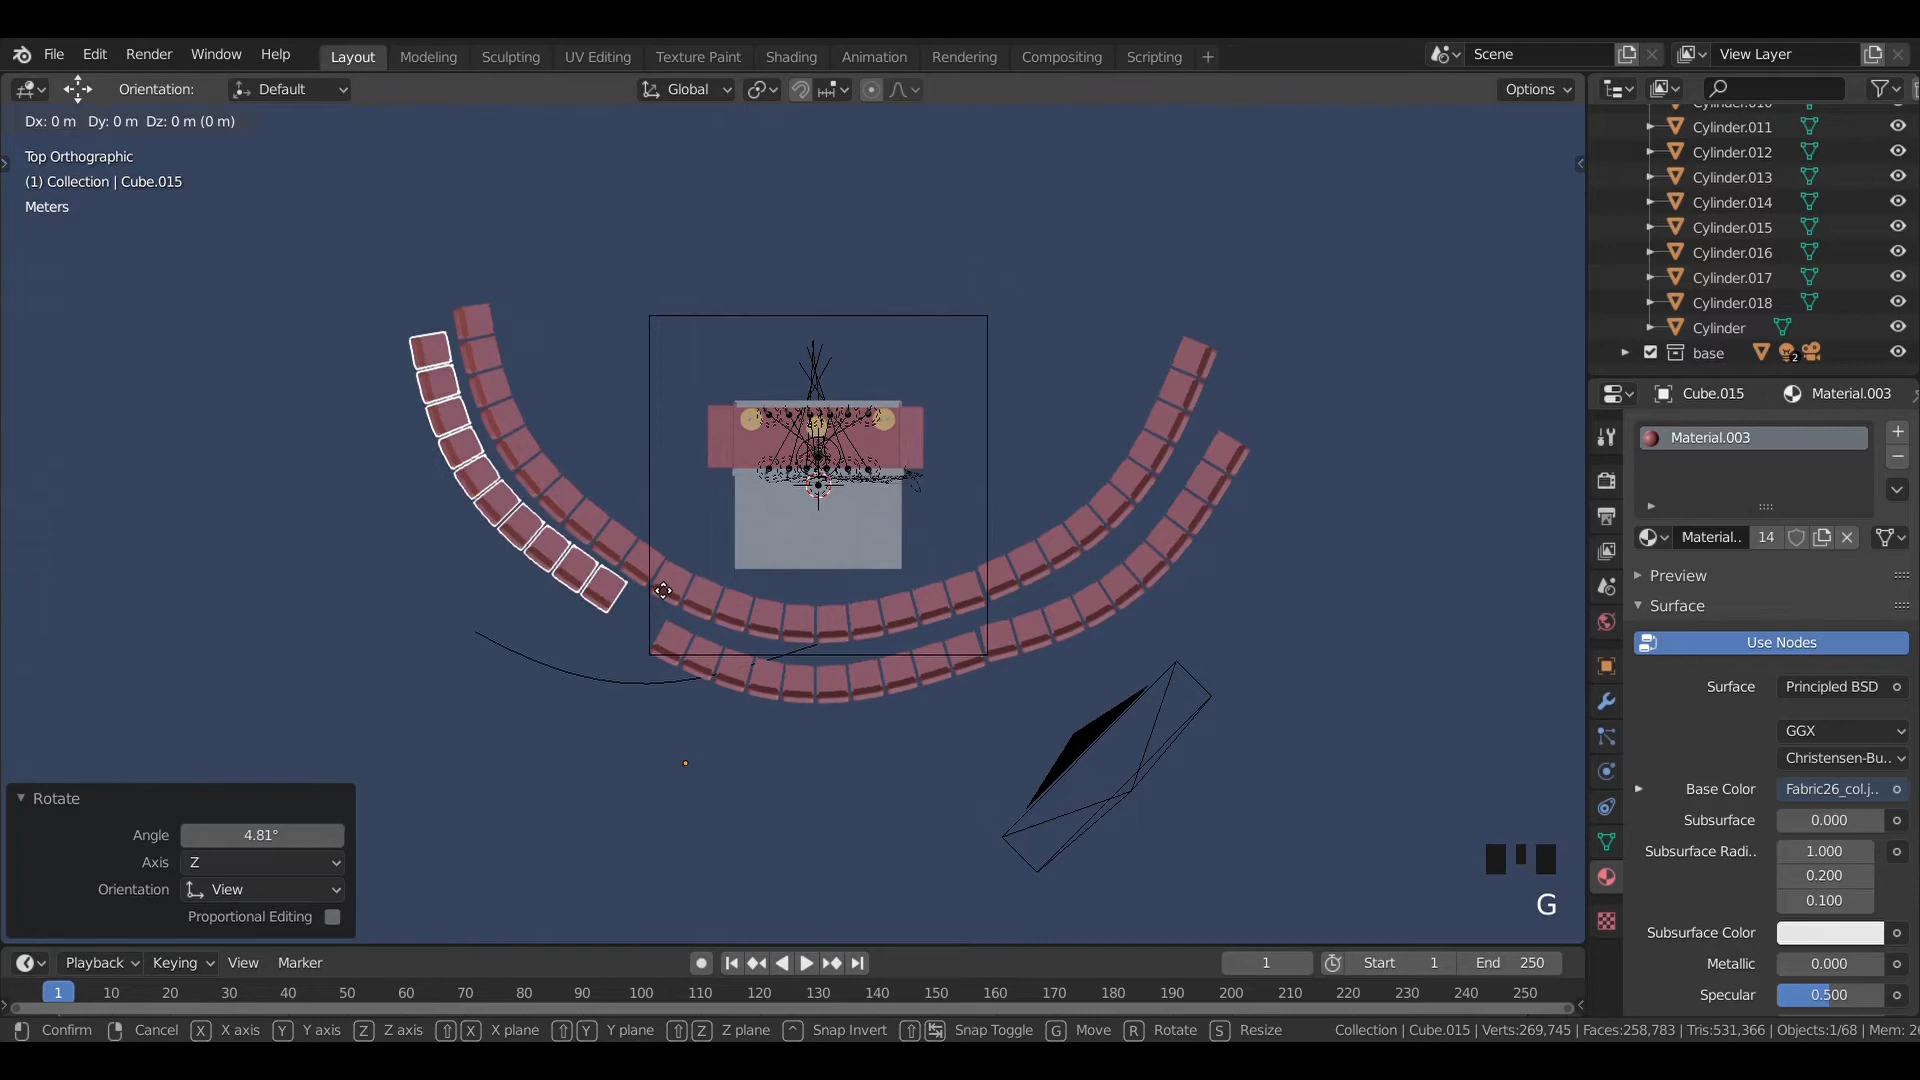 File Edit Render Window Help Layout Modeling Sculpting UV Editing Texture Paint Shading Animation Rendering Compositing Scripting + Scene View Layer
Orientation: Default Global Options
Dx: 0 m Dy: 0 m Dz: 0 m (0 m)
Top Orthographic
(1) Collection | Cube.015
Meters
Cylinder.011
Cylinder.012
Cylinder.013
Cylinder.014
Cylinder.015
Cylinder.016
Cylinder.017
Cylinder.018
Cylinder
base 2
Cube.015 Material.003
Material.003
Material.. 14
Preview
Surface
Use Nodes
Surface Principled BSD
GGX
Christensen-Bu..
Base Color Fabric26_col.j..
Subsurface 0.000
Subsurface Radi.. 1.000
0.200
0.100
Subsurface Color
Metallic 0.000
Specular 0.500
Rotate
Angle 4.81°
Axis Z
Orientation View
Proportional Editing
G
Playback Keying View Marker 1 Start 1 End 250
1 10 20 30 40 50 60 70 80 90 100 110 120 130 140 150 160 170 180 190 200 210 220 230 240 250
Confirm Cancel X X axis Y Y axis Z Z axis X X plane Y Y plane Z Z plane ^ Snap Invert Snap Toggle G Move R Rotate S Resize Collection | Cube.015 | Verts:269,745 | Faces:258,783 | Tris:531,366 | Objects:1/68 | Mem: 2